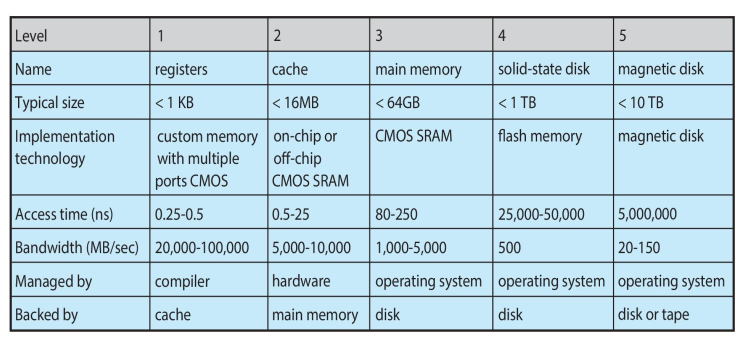 Level 1 2 3 4 5
Name registers cache main memory solid-state disk magnetic disk
Typical size < 1 KB < 16MB < 64GB < 1 TB < 10 TB
Implementation custom memory on-chip or CMOS SRAM flash memory magnetic disk
technology with multiple off-chip
ports CMOS CMOS SRAM
Access time (ns) 0.25-0.5 0.5-25 80-250 25,000-50,000 5,000,000
Bandwidth (MB/sec) 20,000-100,000 5,000-10,000 1,000-5,000 500 20-150
Managed by compiler hardware operating system operating system operating system
Backed by cache main memory disk disk disk or tape